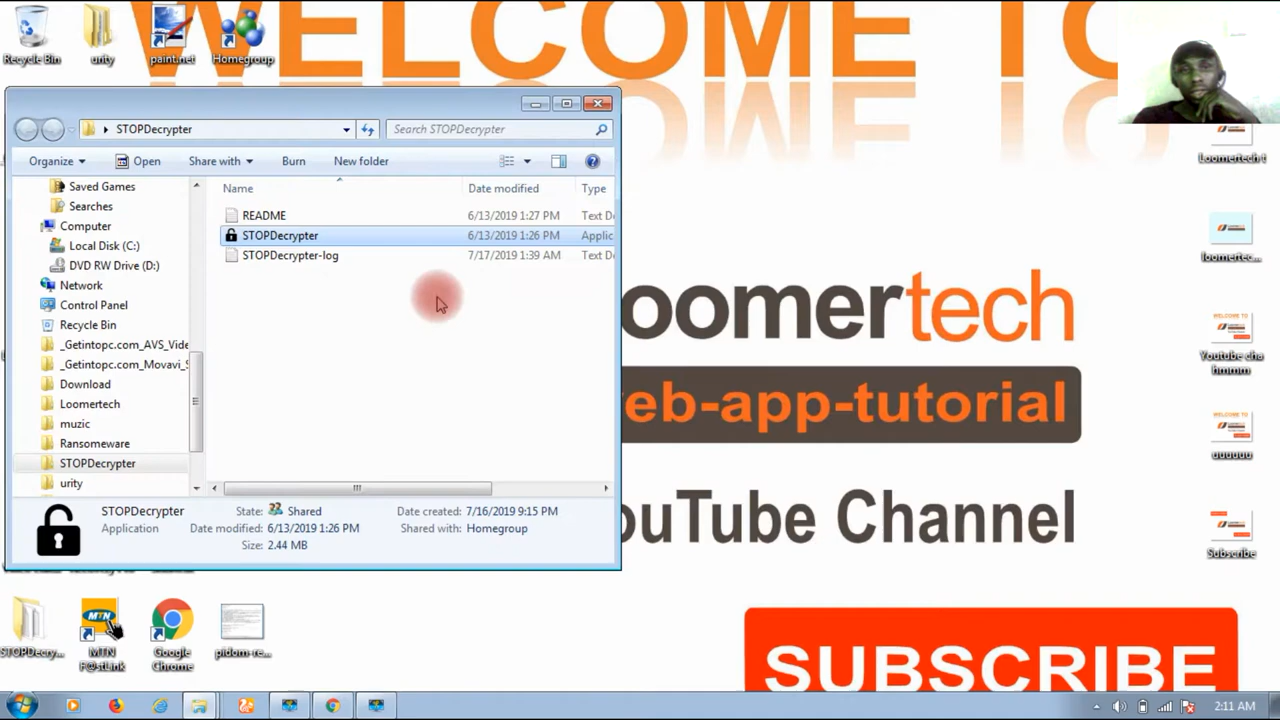 WELCOME TO
Recycle Bin
urity
paint.net
Homegroup
STOPDecrypter
Search STOPDecrypter
Organize
Open
Share with
Burn
New folder
Name
Date modified
Type
Saved Games
Searches
Computer
Local Disk (C:)
DVD RW Drive (D:)
Network
Control Panel
Recycle Bin
_Getintopc.com_AVS_Vide
_Getintopc.com_Movavi_S
Download
Loomertech
muzic
Ransomeware
STOPDecrypter
urity
README
6/13/2019 1:27 PM
Text Do
STOPDecrypter
6/13/2019 1:26 PM
Applic
STOPDecrypter-log
7/17/2019 1:39 AM
Text Do
STOPDecrypter
Application
State:
Shared
Date modified: 6/13/2019 1:26 PM
Size: 2.44 MB
Date created: 7/16/2019 9:15 PM
Shared with: Homegroup
oomertech
eb-app-tutorial
ouTube Channel
SUBSCRIBE
Loomertech t
loomertec...
Youtube cha
hmmm
uuuuuu
Subscribe
STOPDecry...
MTN
F@stLink
Google
Chrome
pidom-re...
2:11 AM